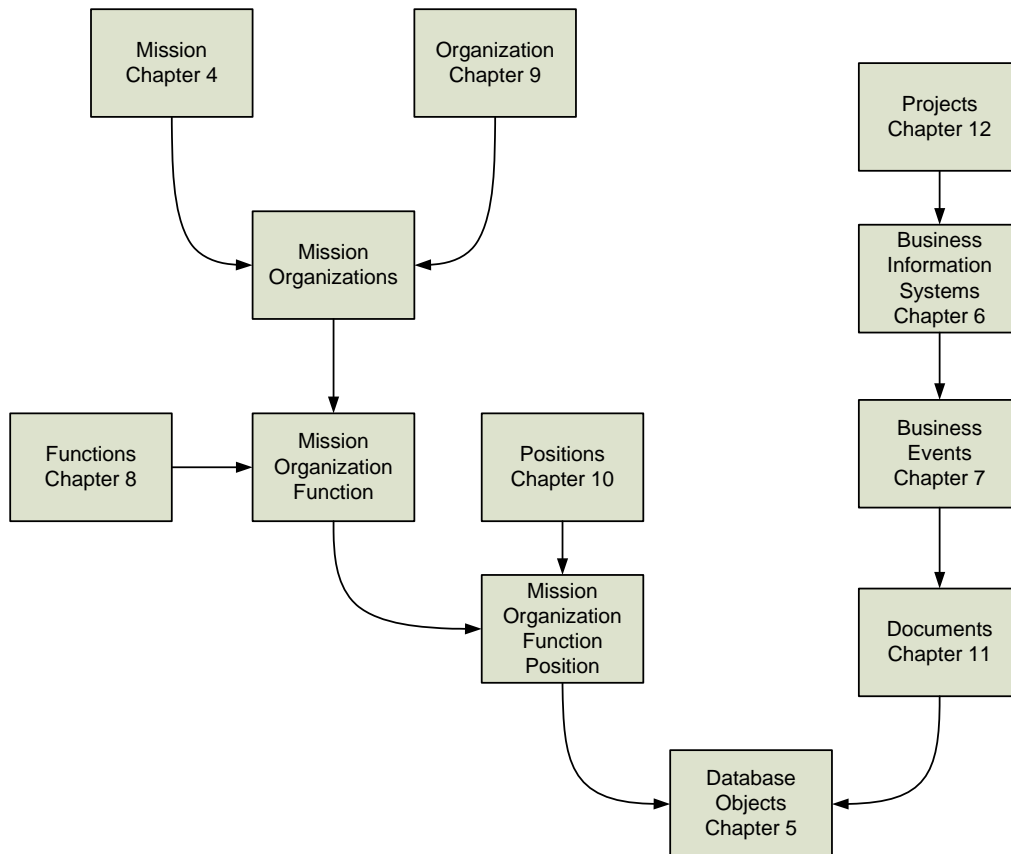 Mission
Chapter 4
Organization
Chapter 9
Projects
Chapter 12
Mission
Organizations
Business
Information
Systems
Chapter 6
Functions
Chapter 8
Mission
Organization
Function
Positions
Chapter 10
Business
Events
Chapter 7
Mission
Organization
Function
Position
Documents
Chapter 11
Database
Objects
Chapter 5